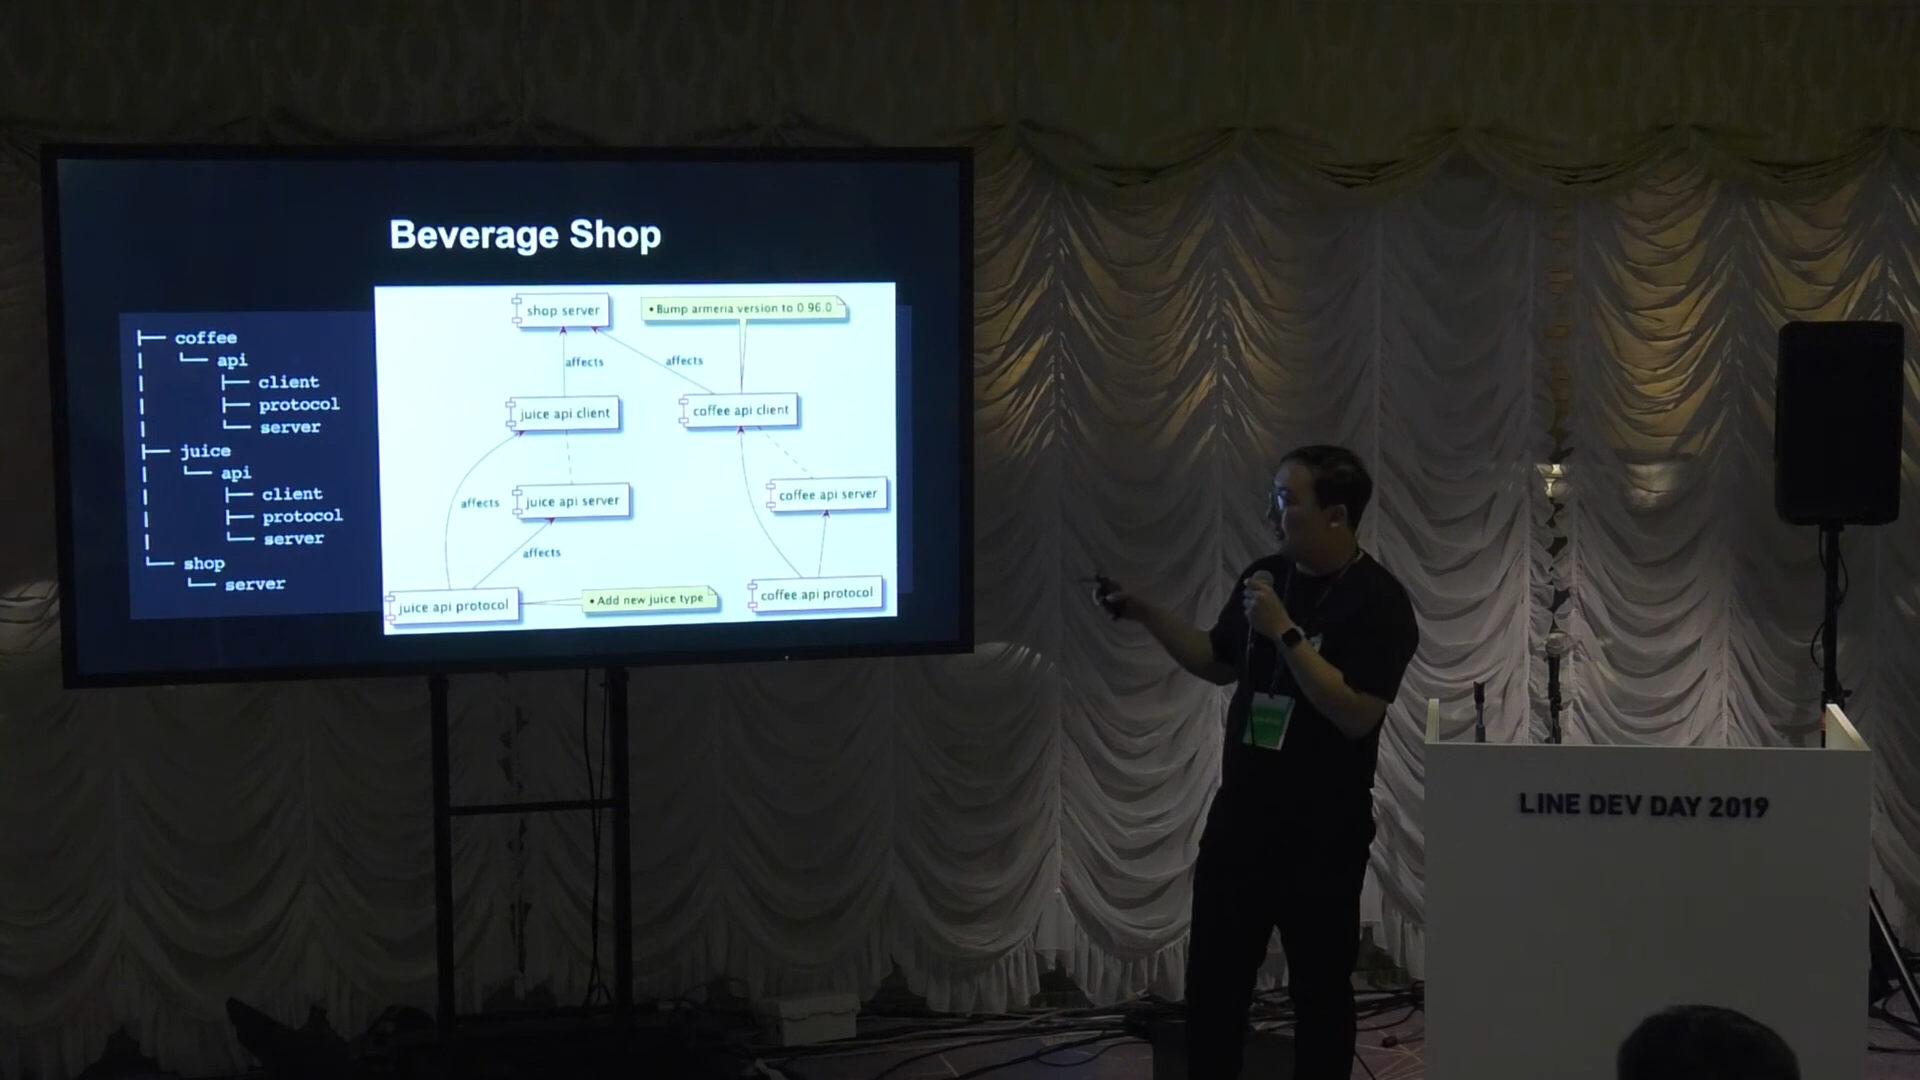 Beverage Shop
├── coffee
│   └── api
│       ├── client
│       ├── protocol
│       └── server
├── juice
│   └── api
│       ├── client
│       ├── protocol
│       └── server
└── shop
    └── server
shop server
• Bump armeria version to 0.96.0
affects
affects
juice api client
coffee api client
affects
juice api server
coffee api server
affects
juice api protocol
• Add new juice type
coffee api protocol
LINE DEV DAY 2019